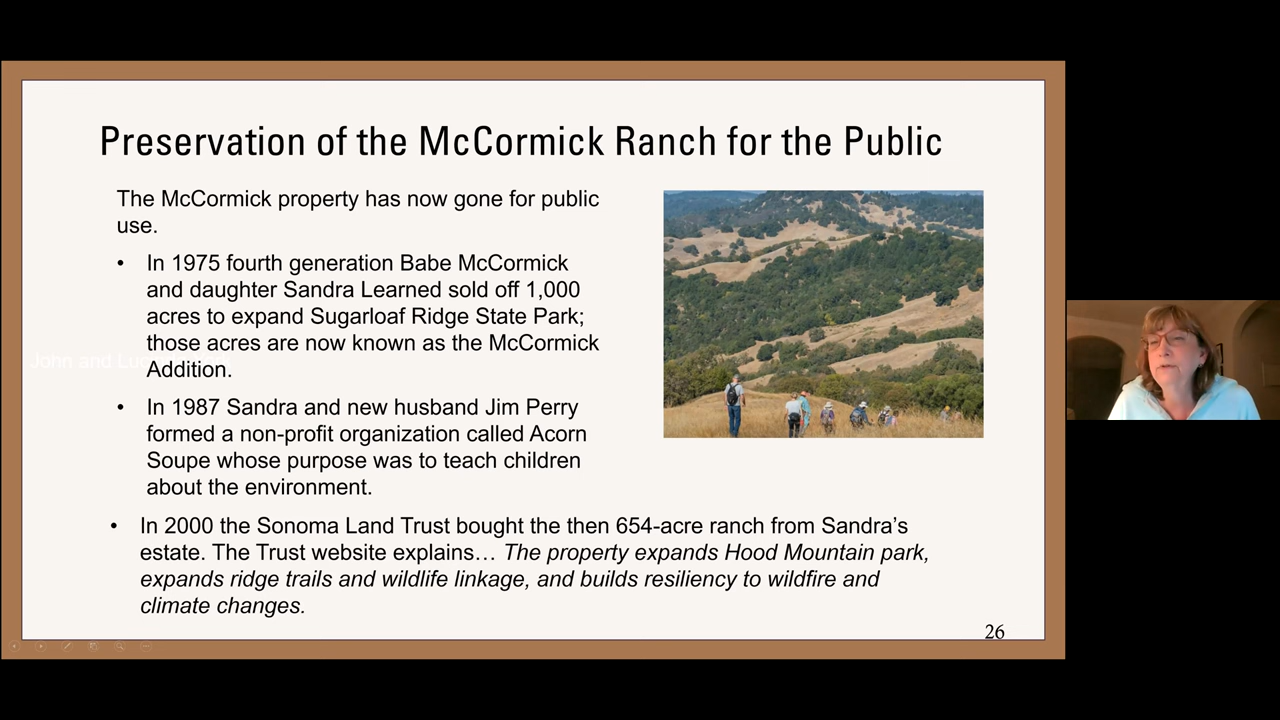 Preservation of the McCormick Ranch for the Public
The McCormick property has now gone for public
use.
• In 1975 fourth generation Babe McCormick
and daughter Sandra Learned sold off 1,000
acres to expand Sugarloaf Ridge State Park;
those acres are now known as the McCormick
Addition.
• In 1987 Sandra and new husband Jim Perry
formed a non-profit organization called Acorn
Soupe whose purpose was to teach children
about the environment.
• In 2000 the Sonoma Land Trust bought the then 654-acre ranch from Sandra’s
estate. The Trust website explains… The property expands Hood Mountain park,
expands ridge trails and wildlife linkage, and builds resiliency to wildfire and
climate changes.
John and
26